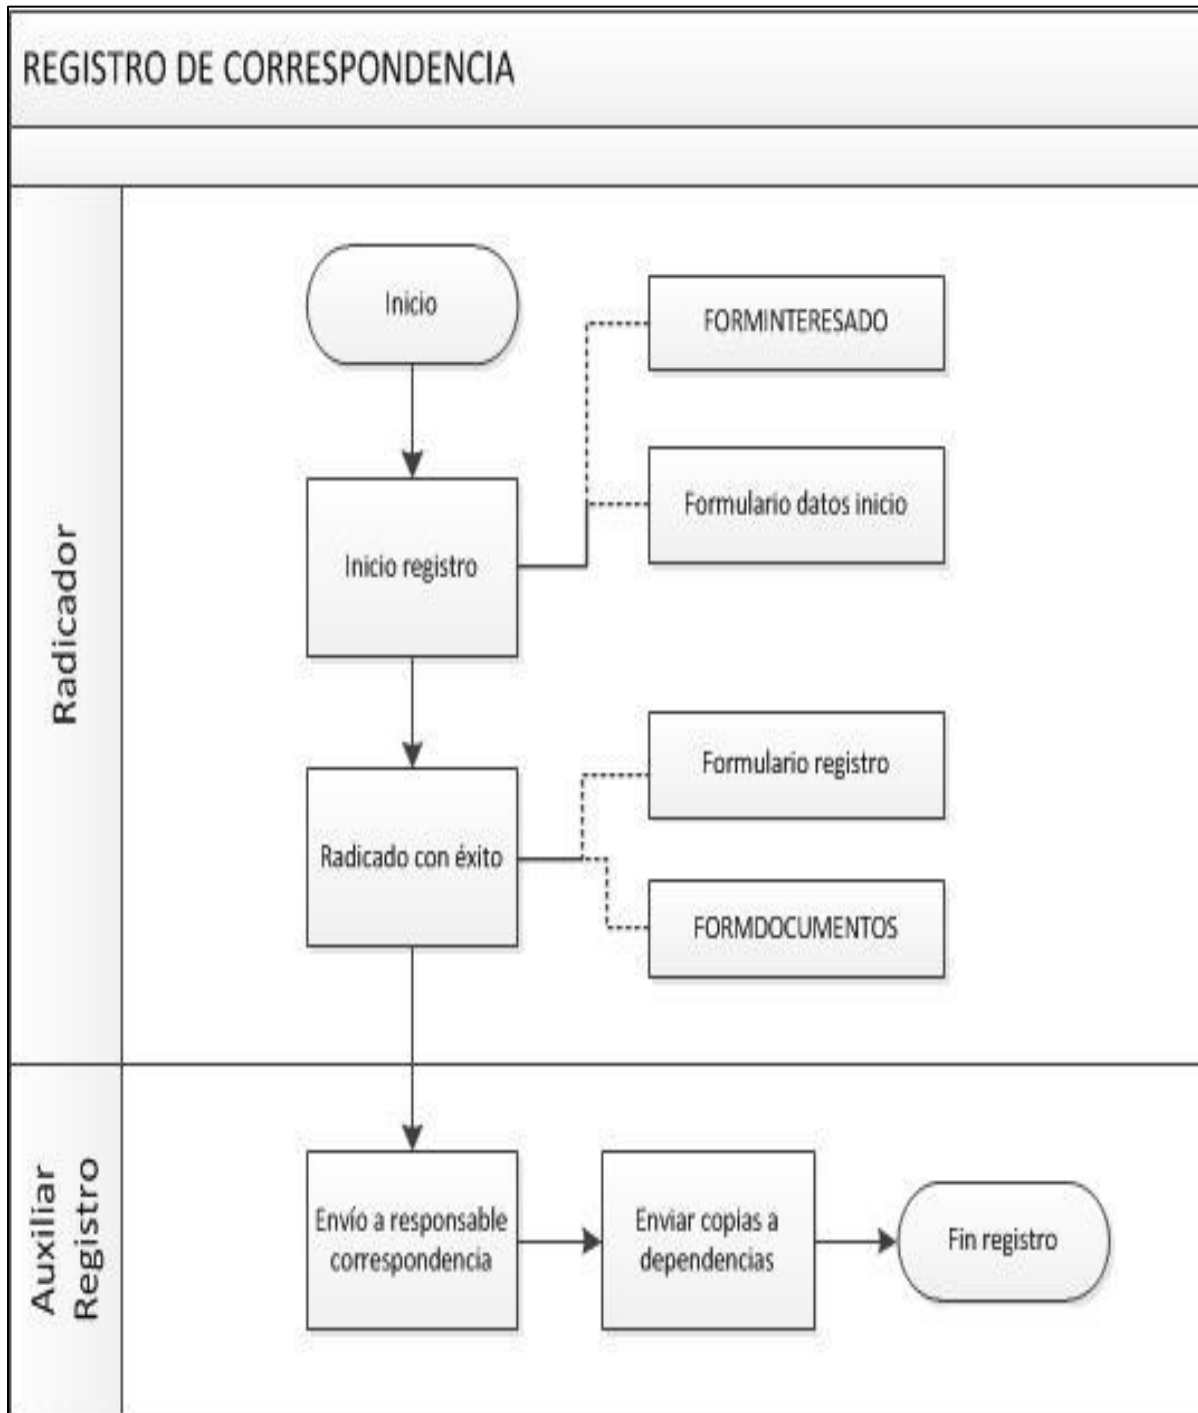 REGISTRO DE CORRESPONDENCIA
Radicador
Inicio
FORMINTERESADO
Formulario datos inicio
Inicio registro
Formulario registro
Radicado con éxito
FORMDOCUMENTOS
Auxiliar
Registro
Envío a responsable
correspondencia
Enviar copias a
dependencias
Fin registro